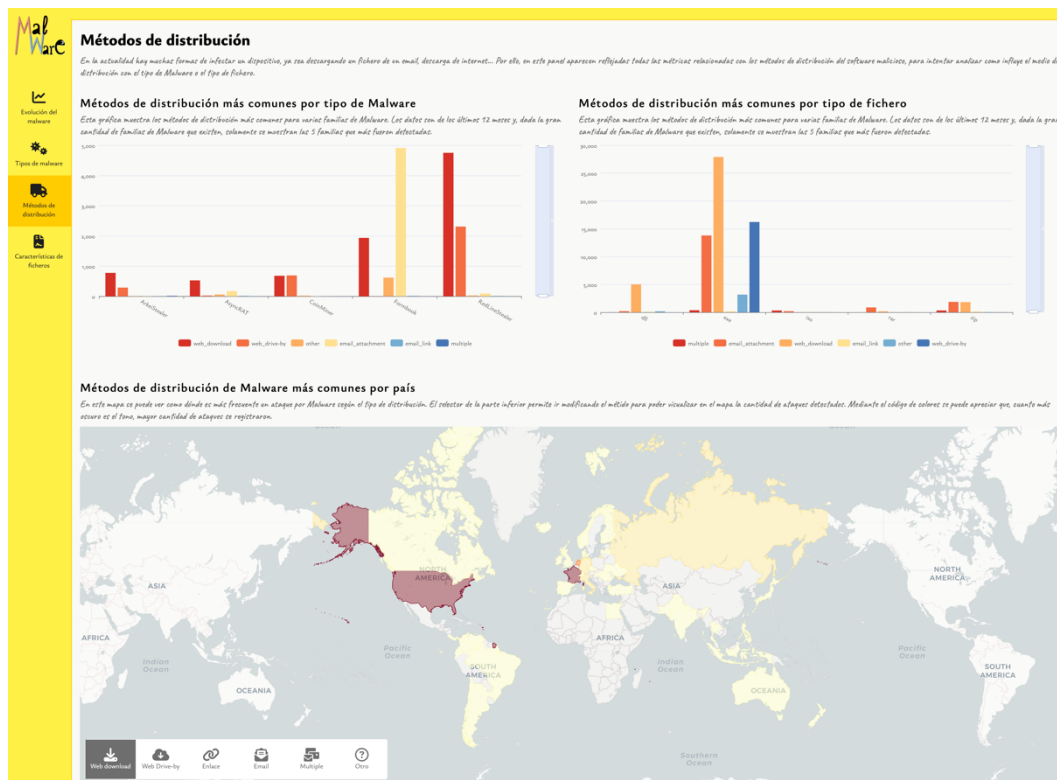 Mal
Ware
Evolución del
malware
Tipos de malware
Métodos de
distribución
Características de
ficheros
Métodos de distribución
En la actualidad hay muchas formas de infectar un dispositivo, ya sea descargando un fichero de un email, descarga de internet... Por ello, en este panel aparecen reflejadas todas las métricas relacionadas con los métodos de distribución del software malicioso, para intentar analizar como influye el medio de
distribución con el tipo de Malware o el tipo de fichero.
Métodos de distribución más comunes por tipo de Malware
Esta gráfica muestra los métodos de distribución más comunes para varias familias de Malware. Los datos son de los últimos 12 meses y, dada la gran
cantidad de familias de Malware que existen, solamente se muestran las 5 familias que más fueron detectadas.
5,000
4,000
3,000
2,000
1,000
0
ArkeiStealer
AsyncRAT
CoinMiner
Formbook
RedLineStealer
web_download
web_drive-by
other
email_attachment
email_link
multiple
Métodos de distribución más comunes por tipo de fichero
Esta gráfica muestra los métodos de distribución más comunes para varias familias de Malware. Los datos son de los últimos 12 meses y, dada la gran
cantidad de familias de Malware que existen, solamente se muestran las 5 familias que más fueron detectadas.
30,000
25,000
20,000
15,000
10,000
5,000
0
dll
exe
iso
rar
zip
multiple
email_attachment
web_download
email_link
other
web_drive-by
Métodos de distribución de Malware más comunes por país
En este mapa se puede ver como dónde es más frecuente un ataque por Malware según el tipo de distribución. El selector de la parte inferior permite ir modificando el métido para poder visualizar en el mapa la cantidad de ataques detectados. Mediante el código de colores se puede apreciar que, cuanto más
oscuro es el tono, mayor cantidad de ataques se registraron.
ASIA
NORTH
AMERICA
ASIA
NORTH
AMERICA
AFRICA
Indian
Ocean
Pacific
Ocean
AFRICA
Indian
Ocean
Pacific
Ocean
OCEANIA
SOUTH
AMERICA
OCEANIA
SOUTH
AMERICA
Southern
Ocean
Web download
Web Drive-by
Enlace
Email
Multiple
Otro